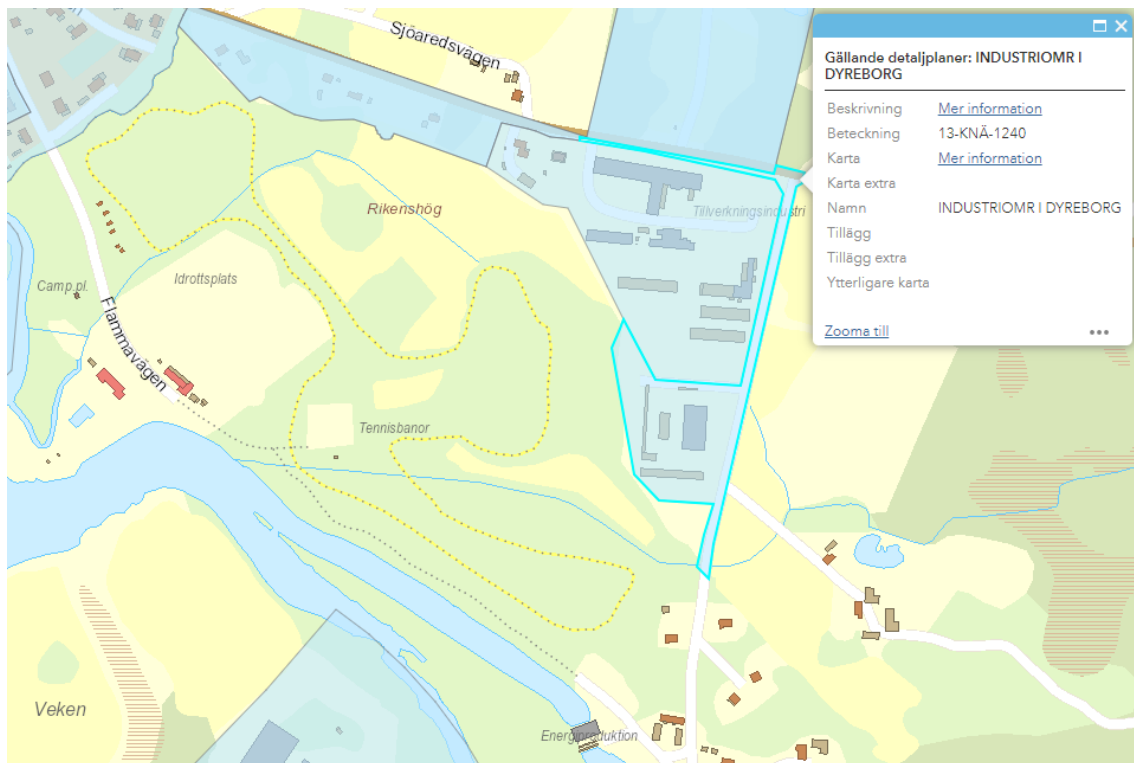 Sjöaredsvägen
Gällande detaljplaner: INDUSTRIOMR I
DYREBORG
Beskrivning Mer information
Beteckning 13-KNÄ-1240
Karta Mer information
Karta extra
Namn INDUSTRIOMR I DYREBORG
Tillägg
Tillägg extra
Ytterligare karta
Zooma till
Rikenshög
Tillverkningsindustri
Idrottsplats
Camp.pl.
Flammavägen
Tennisbanor
Veken
Energiproduktion